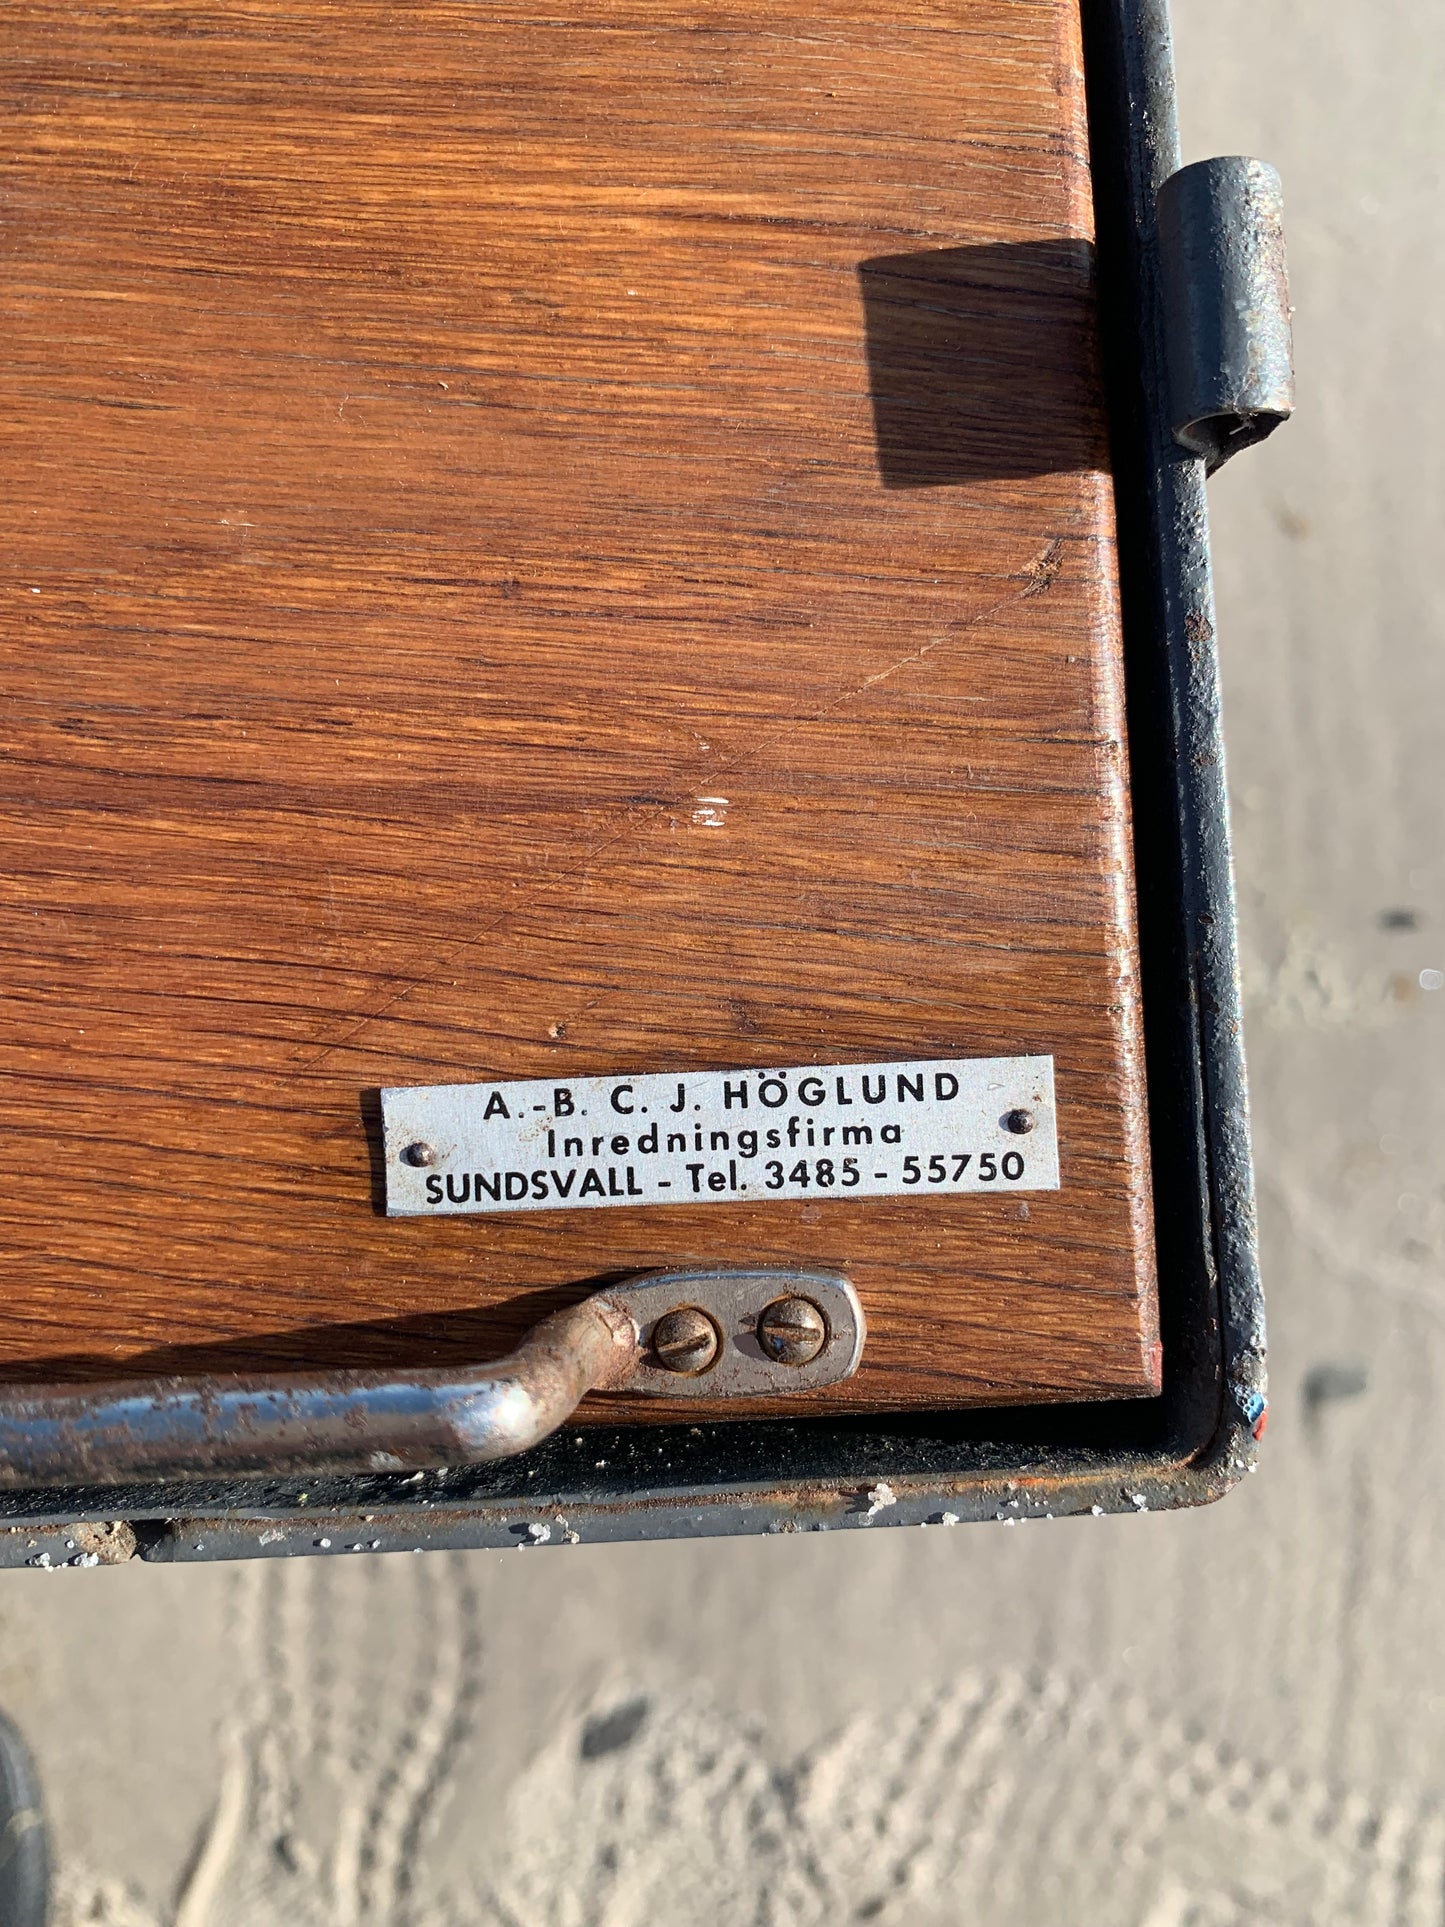 A.-B. C. J. HÖGLUND
Inredningsfirma
SUNDSVALL - Tel. 3485 - 55750